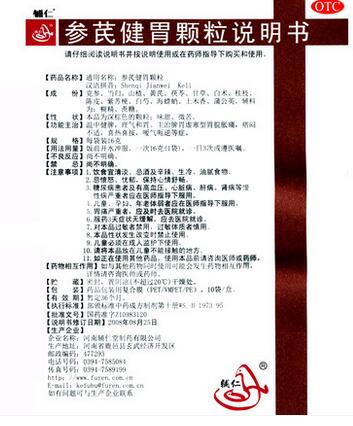 辅仁
参芪健胃颗粒说明书
OTC
请仔细阅读说明书并按说明使用或在药师指导下购买和使用。
【药品名称】通用名称：参芪健胃颗粒
汉语拼音：Shenqi Jianwei Keli
【成 份】党参、当归、山楂、黄芪、茯苓、甘草、白术、桂枝、
陈皮、紫苏梗、白芍、海螵蛸、土木香、蒲公英。辅料
为：糊精、蔗糖。
【性 状】本品为深棕色的颗粒；味甜、微苦。
【功能主治】温中健脾，理气和胃。主治脾胃虚寒型胃脘胀痛，痞闷
不适，喜热喜按，嗳气呃逆等症。
【规 格】每袋装16克
【用法用量】饭前开水冲服。一次16克(1袋)，一日3次或遵医嘱。
【不良反应】尚不明确。
【禁 忌】尚不明确。
【注意事项】1.饮食宜清淡，忌酒及辛辣、生冷、油腻食物。
2.忌愤怒、忧郁，保持心情舒畅。
3.糖尿病患者及有高血压、心脏病、肝病、肾病等慢
性病严重者应在医师指导下服用。
4.儿童、孕妇、年老体弱者应在医师指导下服用。
5.胃痛严重者，应及时去医院就诊。
6.服药3天症状无缓解，应去医院就诊。
7.对本品过敏者禁用，过敏体质者慎用。
8.本品性状发生改变时禁止使用。
9.儿童必须在成人监护下使用。
10.请将本品放在儿童不能接触的地方。
11.如正在使用其他药品，使用本品前请咨询医师或药师。
【药物相互作用】如与其他药物同时使用可能会发生药物相互作用，
详情请咨询医师或药师。
【贮 藏】密封，置阴凉(不超过20℃)干燥处。
【包 装】药品包装用复合膜(PET/VMPET/PE)，10袋/盒。
【有 效 期】暂定36个月。
【执行标准】部颁标准中药成方制剂第十册WS₃-B-1973-95
【批准文号】国药准字Z10983120
【说明书修订】2008年08月25日
【生产企业】
企业名称：河南辅仁堂制药有限公司
生产地址：河南省鹿邑县玄武经济开发区
邮政编码：477293
电话号码：0394-7585084
传真号码：0394-7589199
http://www.furen.com.cn
E-mail：kefubu@furen.com.cn
如有问题可与生产企业联系
辅仁